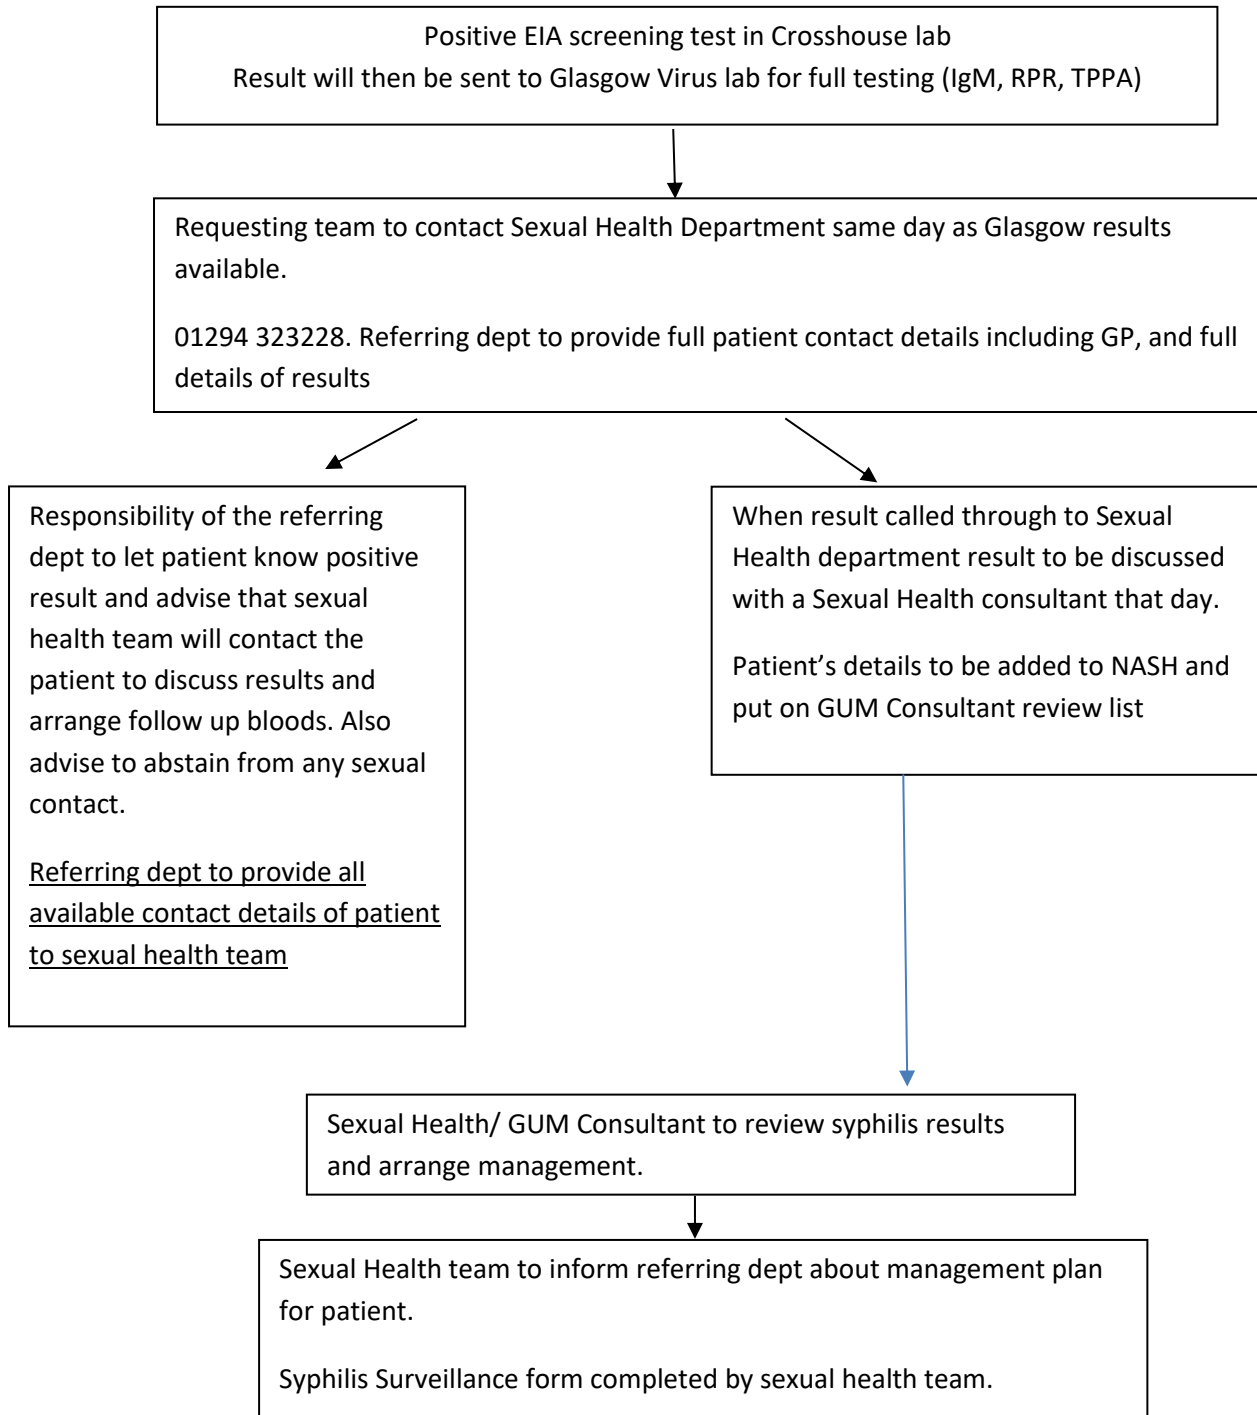 Positive EIA screening test in Crosshouse lab
Result will then be sent to Glasgow Virus lab for full testing (IgM, RPR, TPPA)
Requesting team to contact Sexual Health Department same day as Glasgow results
available.
01294 323228. Referring dept to provide full patient contact details including GP, and full
details of results
Responsibility of the referring
dept to let patient know positive
result and advise that sexual
health team will contact the
patient to discuss results and
arrange follow up bloods. Also
advise to abstain from any sexual
contact.
Referring dept to provide all
available contact details of patient
to sexual health team
When result called through to Sexual
Health department result to be discussed
with a Sexual Health consultant that day.
Patient’s details to be added to NASH and
put on GUM Consultant review list
Sexual Health/ GUM Consultant to review syphilis results
and arrange management.
Sexual Health team to inform referring dept about management plan
for patient.
Syphilis Surveillance form completed by sexual health team.